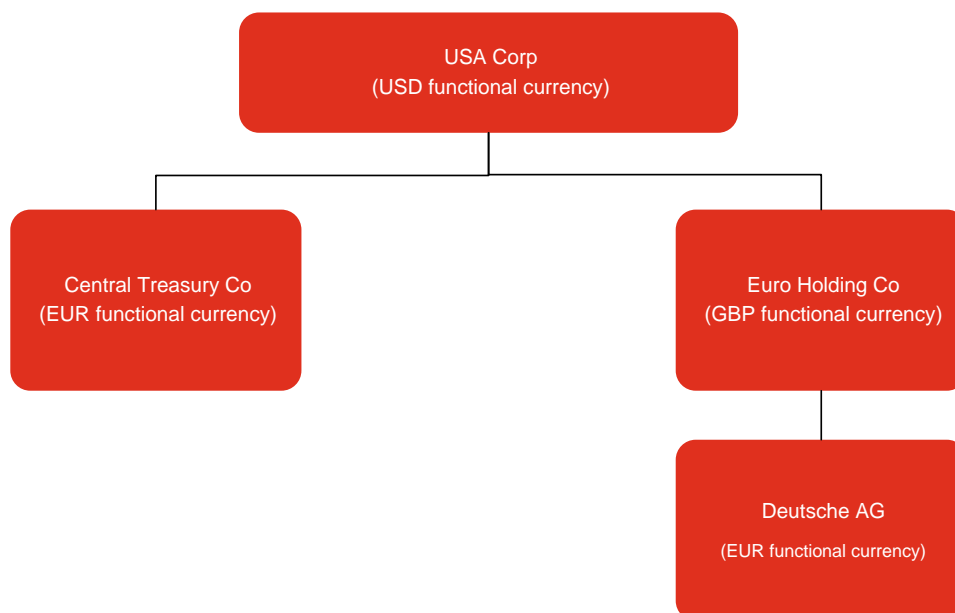 USA Corp
(USD functional currency)
Central Treasury Co
(EUR functional currency)
Euro Holding Co
(GBP functional currency)
Deutsche AG
(EUR functional currency)